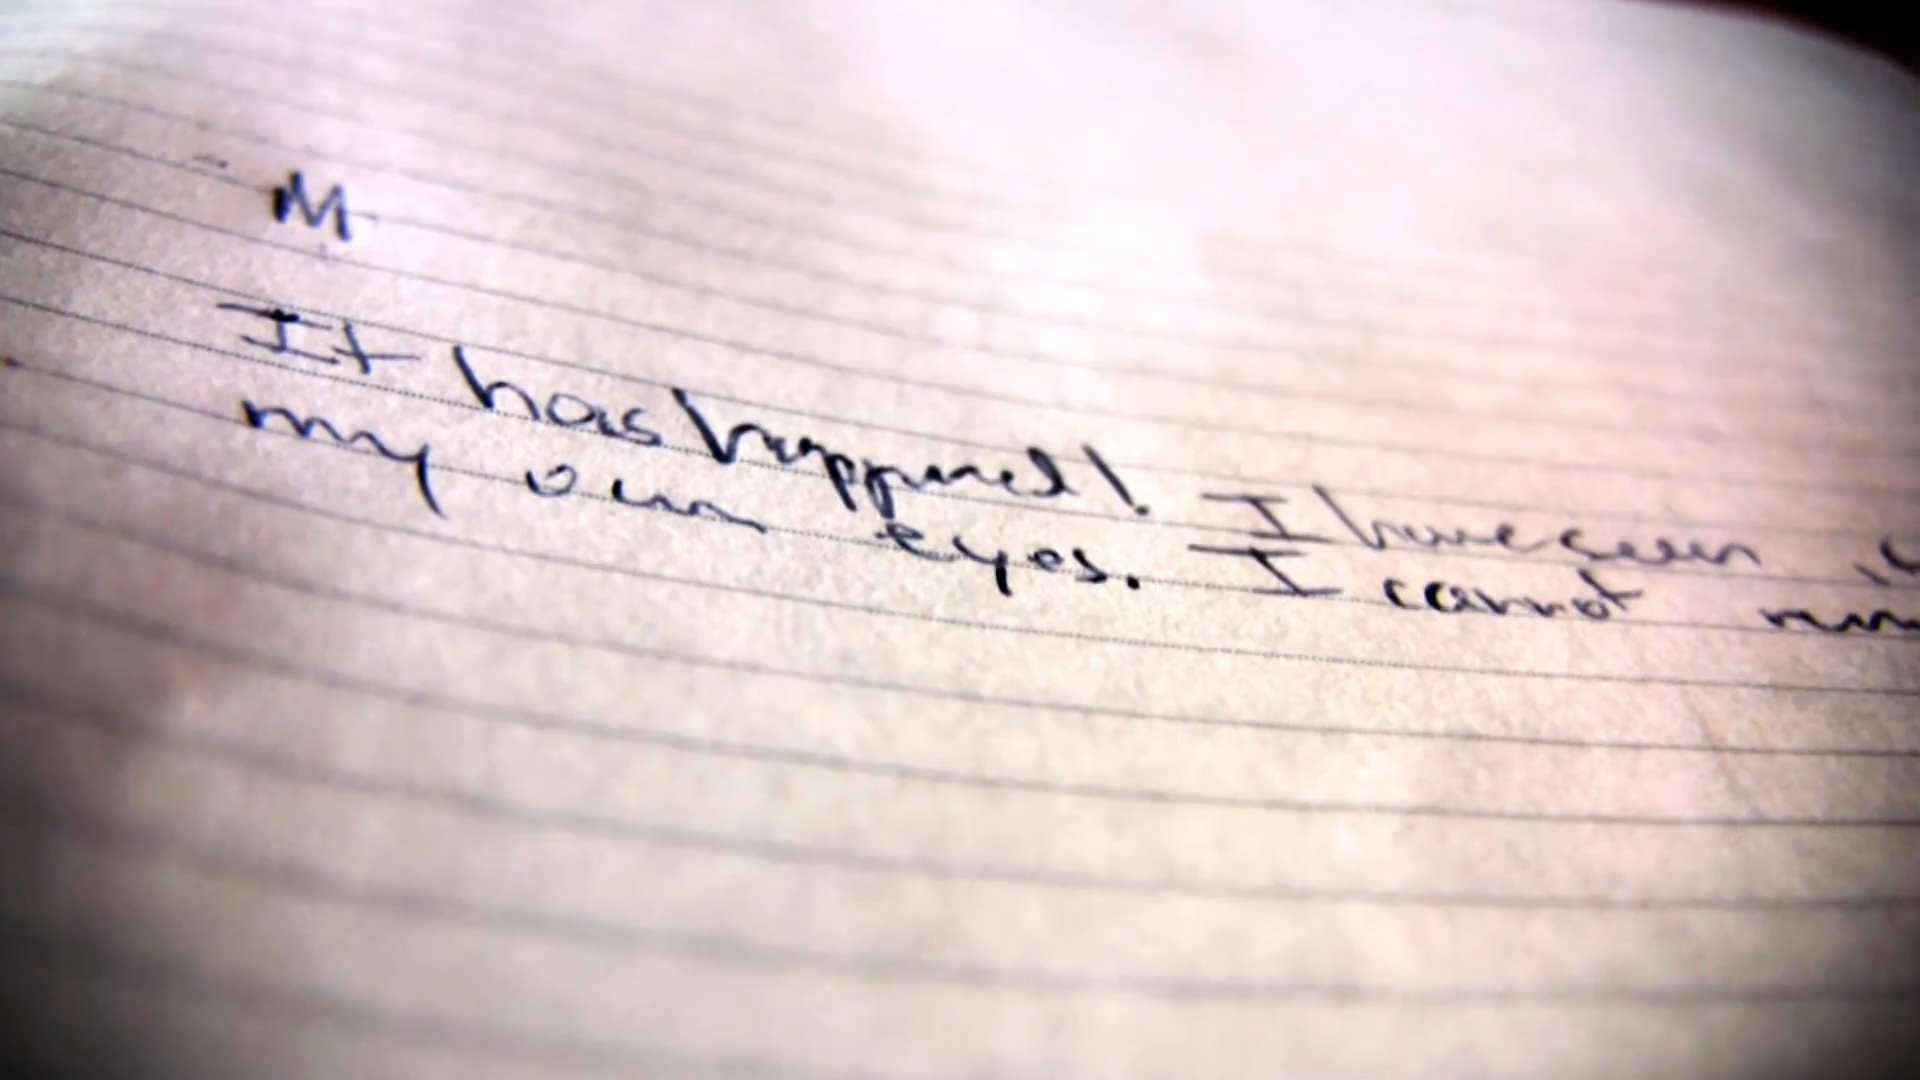 M
It has happened! I have seen
my own eyes. I cannot